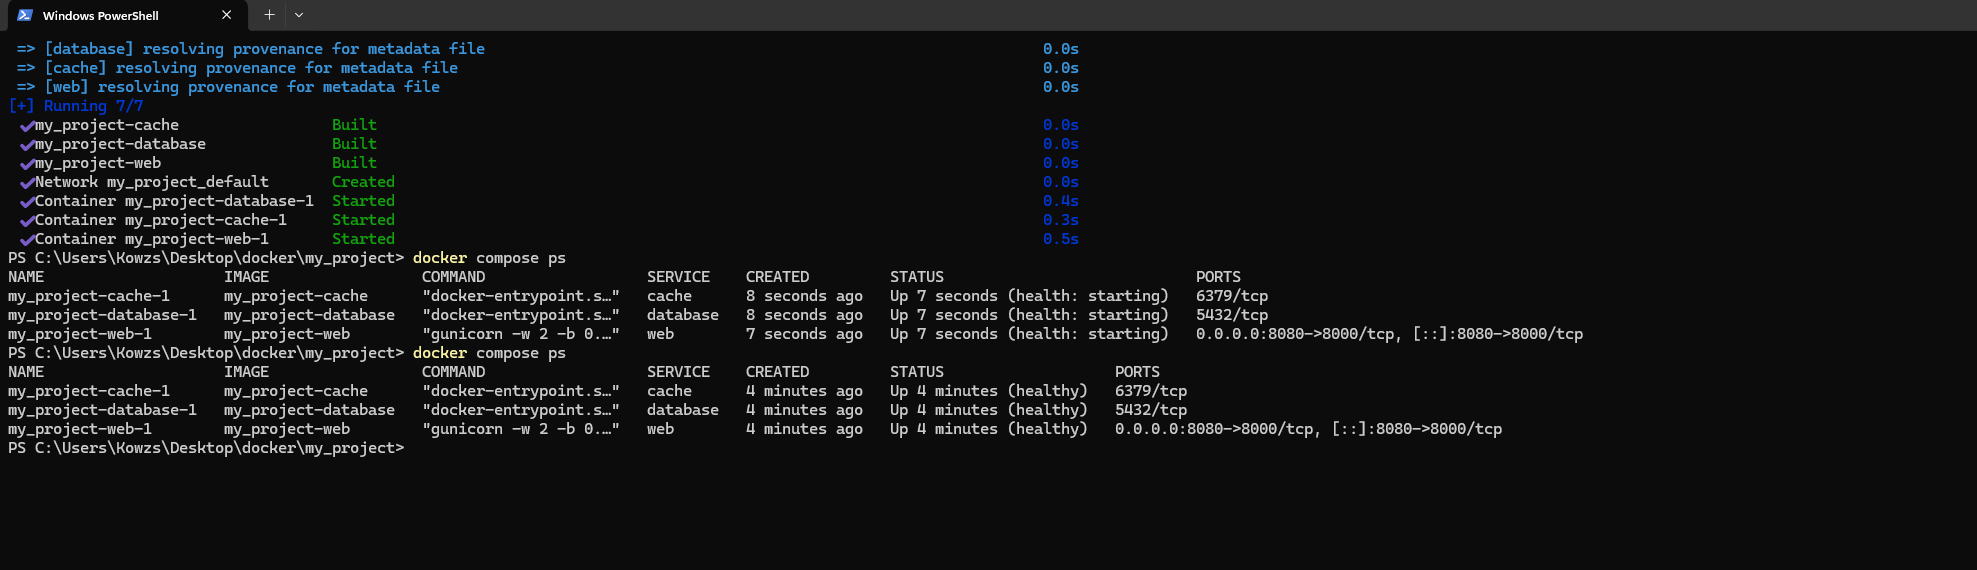 Windows PowerShell
=> [database] resolving provenance for metadata file 0.0s
=> [cache] resolving provenance for metadata file 0.0s
=> [web] resolving provenance for metadata file 0.0s
[+] Running 7/7
✔my_project-cache Built 0.0s
✔my_project-database Built 0.0s
✔my_project-web Built 0.0s
✔Network my_project_default Created 0.0s
✔Container my_project-database-1 Started 0.4s
✔Container my_project-cache-1 Started 0.3s
✔Container my_project-web-1 Started 0.5s
PS C:\Users\Kowzs\Desktop\docker\my_project> docker compose ps
NAME IMAGE COMMAND SERVICE CREATED STATUS PORTS
my_project-cache-1 my_project-cache "docker-entrypoint.s…" cache 8 seconds ago Up 7 seconds (health: starting) 6379/tcp
my_project-database-1 my_project-database "docker-entrypoint.s…" database 8 seconds ago Up 7 seconds (health: starting) 5432/tcp
my_project-web-1 my_project-web "gunicorn -w 2 -b 0.…" web 7 seconds ago Up 7 seconds (health: starting) 0.0.0.0:8080->8000/tcp, [::]:8080->8000/tcp
PS C:\Users\Kowzs\Desktop\docker\my_project> docker compose ps
NAME IMAGE COMMAND SERVICE CREATED STATUS PORTS
my_project-cache-1 my_project-cache "docker-entrypoint.s…" cache 4 minutes ago Up 4 minutes (healthy) 6379/tcp
my_project-database-1 my_project-database "docker-entrypoint.s…" database 4 minutes ago Up 4 minutes (healthy) 5432/tcp
my_project-web-1 my_project-web "gunicorn -w 2 -b 0.…" web 4 minutes ago Up 4 minutes (healthy) 0.0.0.0:8080->8000/tcp, [::]:8080->8000/tcp
PS C:\Users\Kowzs\Desktop\docker\my_project>